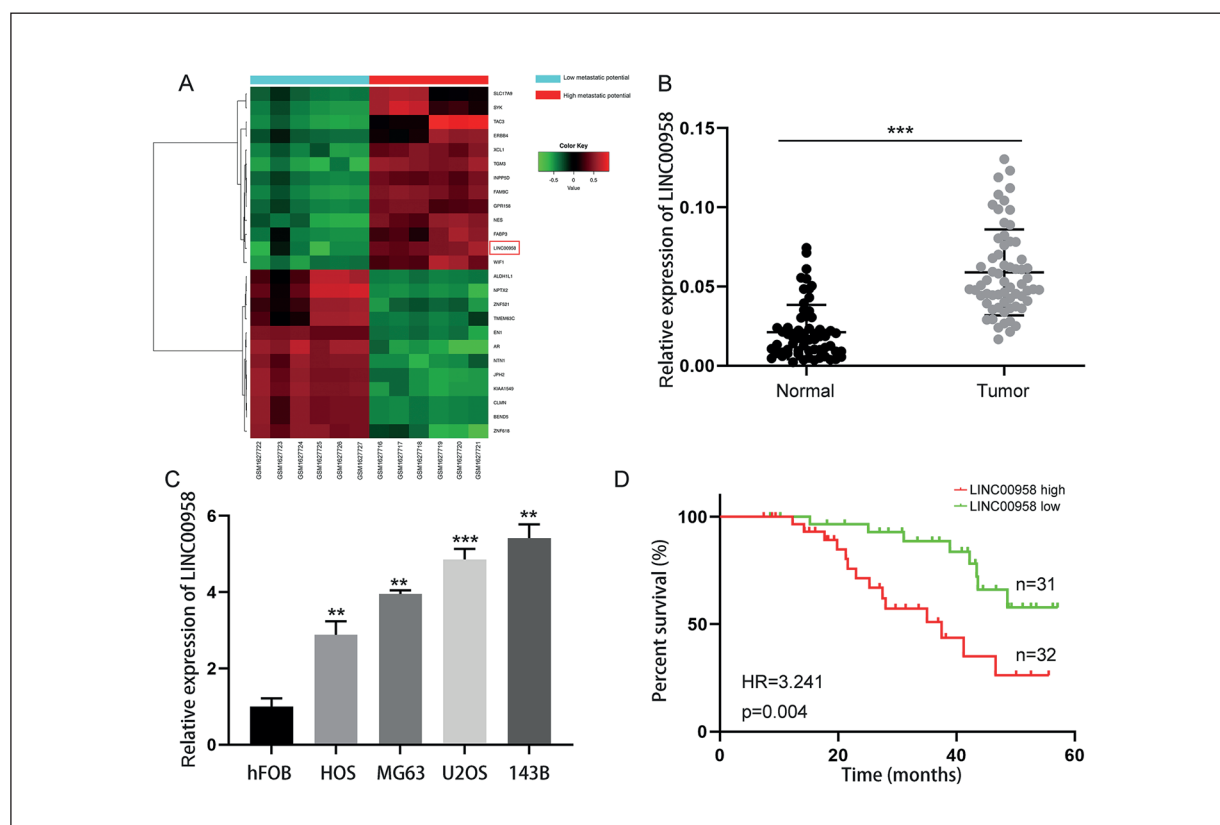 A
Low metastatic potential
High metastatic potential
Color Key
-0.5 0 0.5
Value
SLC17A9
SYK
TAC3
ERBB4
XCL1
TGM3
INPP5D
FAM9C
GPR156
NES
FABP3
LINC00958
WIF1
ALDH1L1
NPTX2
ZNF521
TMEM63C
EN1
AR
NTN1
JPH2
KIAA1549
CLMN
BEND5
ZNF618
GSM1627722
GSM1627723
GSM1627724
GSM1627725
GSM1627726
GSM1627727
GSM1627716
GSM1627717
GSM1627718
GSM1627719
GSM1627720
GSM1627721
B
Relative expression of LINC00958
0.15
0.10
0.05
0.00
***
Normal Tumor
C
Relative expression of LINC00958
6
4
2
0
** ** *** **
hFOB HOS MG63 U2OS 143B
D
LINC00958 high
LINC00958 low
Percent survival (%)
100
50
0
n=31
n=32
HR=3.241
p=0.004
0 20 40 60
Time (months)